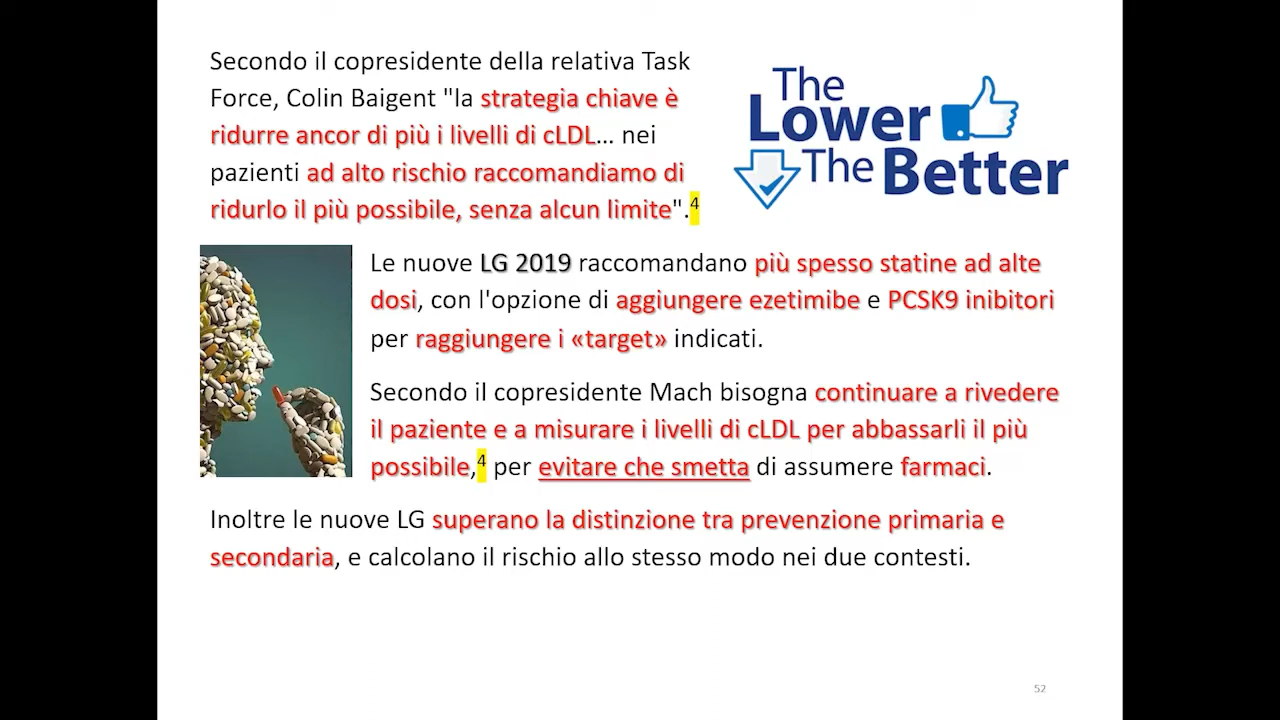 Secondo il copresidente della relativa Task
Force, Colin Baigent "la strategia chiave è
ridurre ancor di più i livelli di cLDL... nei
pazienti ad alto rischio raccomandiamo di
ridurlo il più possibile, senza alcun limite".4
The
Lower
The Better
Le nuove LG 2019 raccomandano più spesso statine ad alte
dosi, con l'opzione di aggiungere ezetimibe e PCSK9 inibitori
per raggiungere i «target» indicati.
Secondo il copresidente Mach bisogna continuare a rivedere
il paziente e a misurare i livelli di cLDL per abbassarli il più
possibile,4 per evitare che smetta di assumere farmaci.
Inoltre le nuove LG superano la distinzione tra prevenzione primaria e
secondaria, e calcolano il rischio allo stesso modo nei due contesti.
52